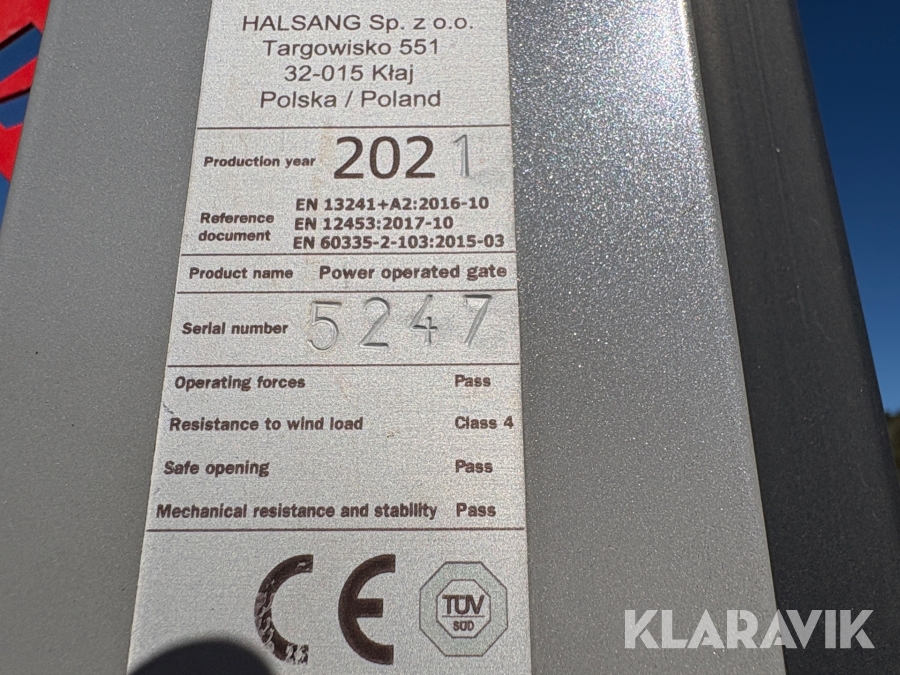 HALSANG Sp. z o.o.
Targowisko 551
32-015 Kłaj
Polska / Poland
Production year 2021
Reference document
EN 13241+A2:2016-10
EN 12453:2017-10
EN 60335-2-103:2015-03
Product name Power operated gate
Serial number 5247
Operating forces Pass
Resistance to wind load Class 4
Safe opening Pass
Mechanical resistance and stability Pass
CE
TÜV
SÜD
KLARAVIK